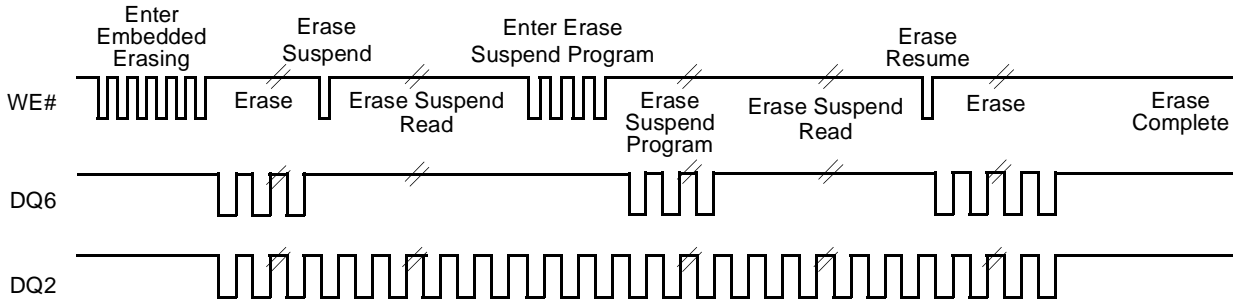 Enter
Embedded
Erasing
Erase
Suspend
Enter Erase
Suspend Program
Erase
Resume
WE#
Erase
Erase Suspend
Read
Erase
Suspend
Program
Erase Suspend
Read
Erase
Erase
Complete
DQ6
DQ2